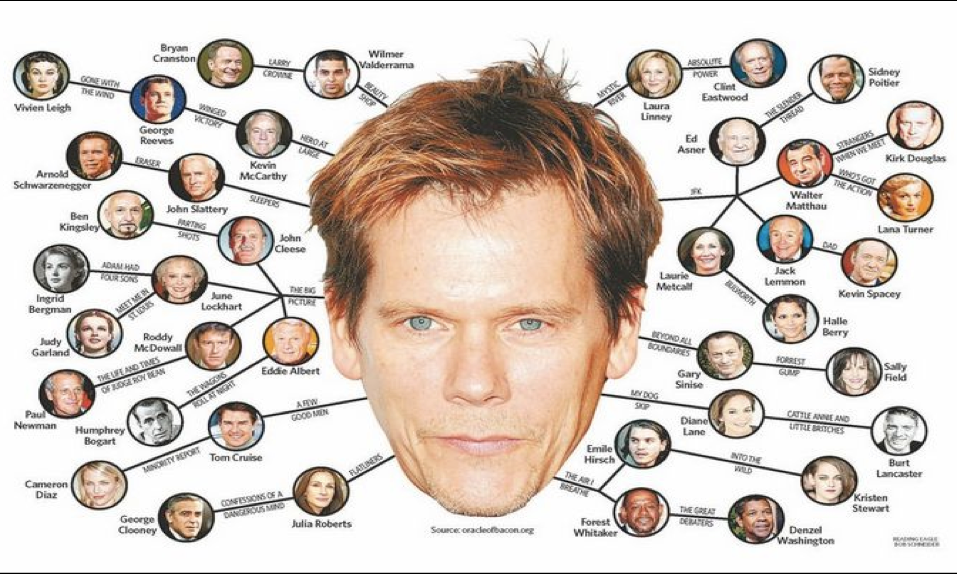 Bryan
Cranston
LARRY
CROWNE
Wilmer
Valderrama
BEAUTY
SHOP
Vivien Leigh
GONE WITH
THE WIND
George
Reeves
WINGED
VICTORY
Kevin
McCarthy
HERO AT
LARGE
Arnold
Schwarzenegger
ERASER
John Slattery
SLEEPERS
Ben
Kingsley
PARTING
SHOTS
John
Cleese
Ingrid
Bergman
ADAM HAD
FOUR SONS
June
Lockhart
THE BIG
PICTURE
Judy
Garland
MEET ME IN
ST. LOUIS
Roddy
McDowall
Eddie Albert
Paul
Newman
THE LIFE AND TIMES
OF JUDGE ROY BEAN
Humphrey
Bogart
THE WAGONS
ROLL AT NIGHT
Tom Cruise
A FEW
GOOD MEN
Cameron
Diaz
MINORITY REPORT
George
Clooney
CONFESSIONS OF A
DANGEROUS MIND
Julia Roberts
FLATLINERS
MYSTIC
RIVER
Laura
Linney
ABSOLUTE
POWER
Clint
Eastwood
Sidney
Poitier
THE SLENDER
THREAD
Ed
Asner
JFK
STRANGERS
WHEN WE MEET
Kirk Douglas
Walter
Matthau
WHO'S GOT
THE ACTION
Lana Turner
Laurie
Metcalf
Jack
Lemmon
DAD
Kevin Spacey
BULWORTH
Halle
Berry
BEYOND ALL
BOUNDARIES
Gary
Sinise
FORREST
GUMP
Sally
Field
MY DOG
SKIP
Diane
Lane
CATTLE ANNIE AND
LITTLE BRITCHES
Burt
Lancaster
Emile
Hirsch
INTO THE
WILD
Kristen
Stewart
THE AIR I
BREATHE
Forest
Whitaker
THE GREAT
DEBATERS
Denzel
Washington
Source: oracleofbacon.org
READING EAGLE:
BOB SCHNEIDER